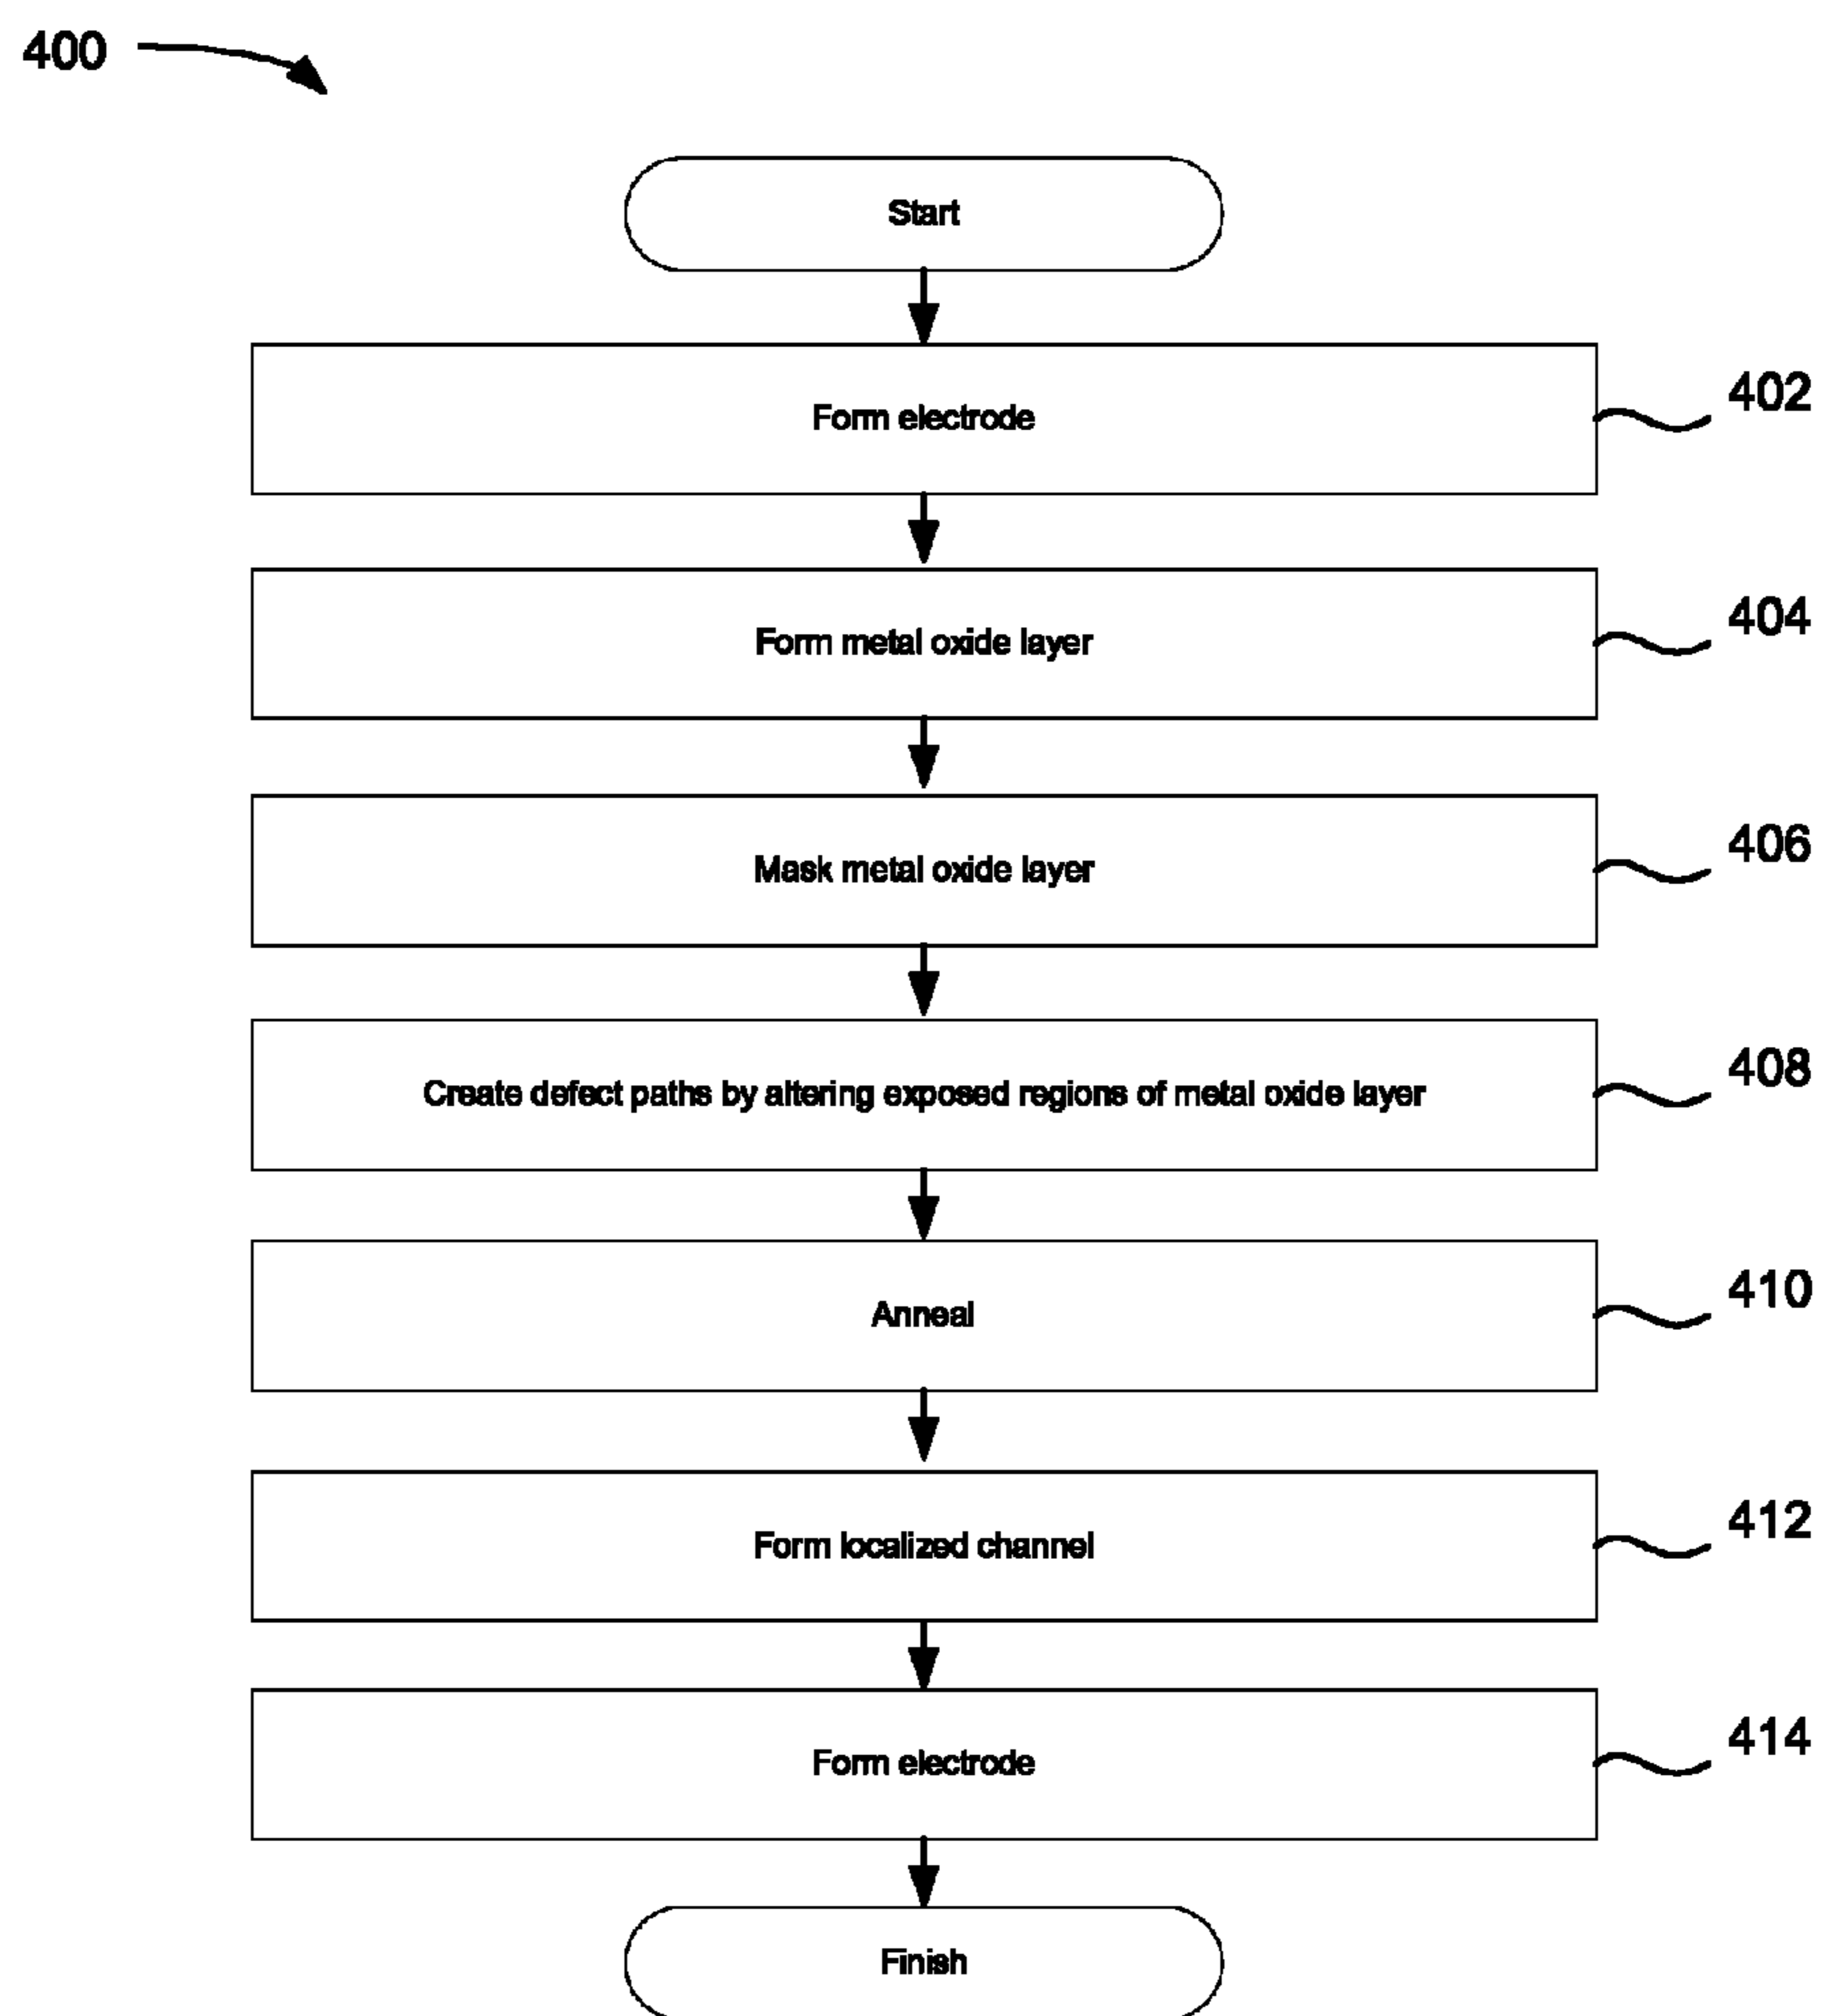 400
Start
Form electrode
402
Form metal oxide layer
404
Mask metal oxide layer
406
Create defect paths by altering exposed regions of metal oxide layer
408
Anneal
410
Form localized channel
412
Form electrode
414
Finish